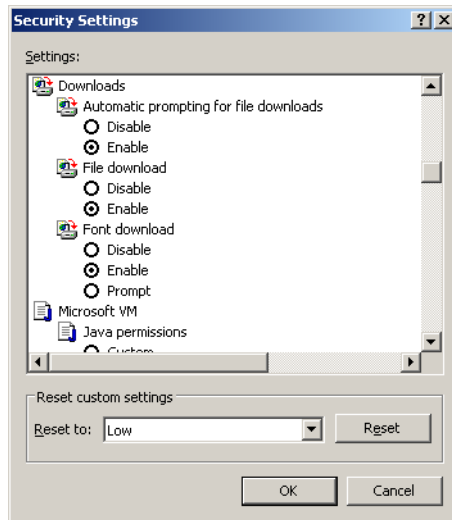 Security Settings
Settings:
Downloads
Automatic prompting for file downloads
Disable
Enable
File download
Disable
Enable
Font download
Disable
Enable
Prompt
Microsoft VM
Java permissions
Custom
Reset custom settings
Reset to: Low Reset
OK Cancel